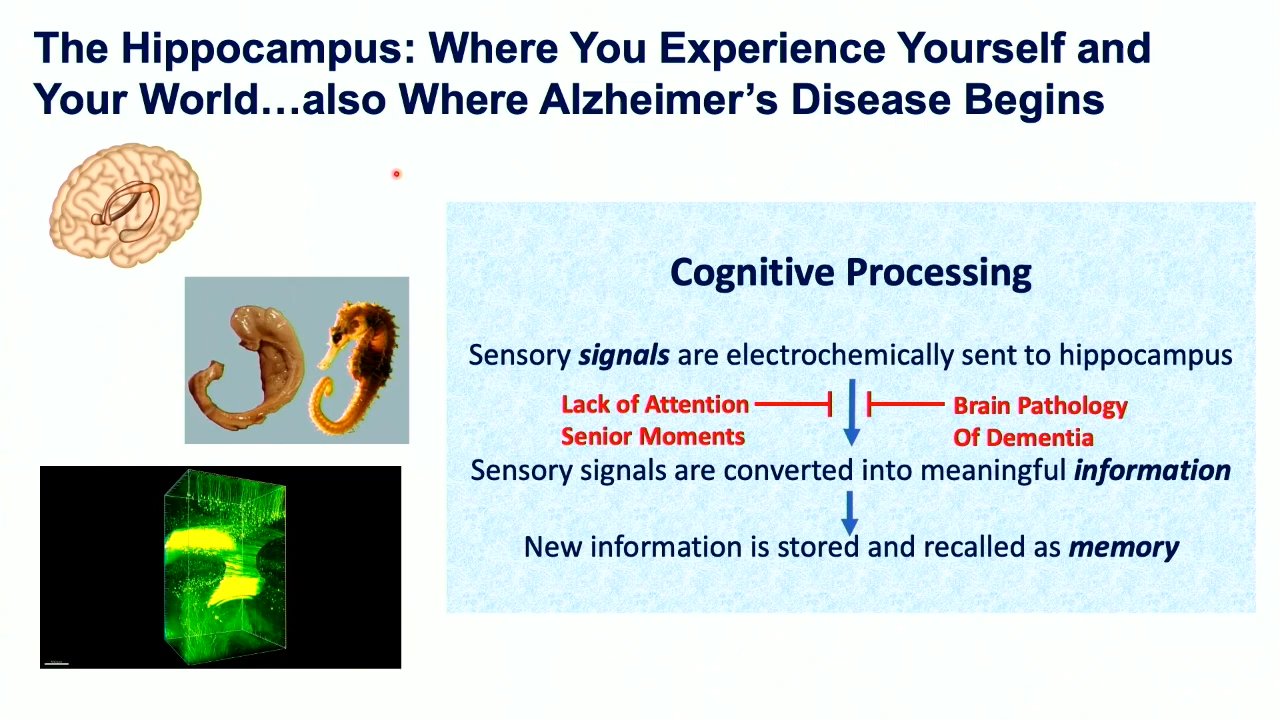 The Hippocampus: Where You Experience Yourself and
Your World…also Where Alzheimer’s Disease Begins
Cognitive Processing
Sensory signals are electrochemically sent to hippocampus
Lack of Attention
Senior Moments
Brain Pathology
Of Dementia
Sensory signals are converted into meaningful information
New information is stored and recalled as memory